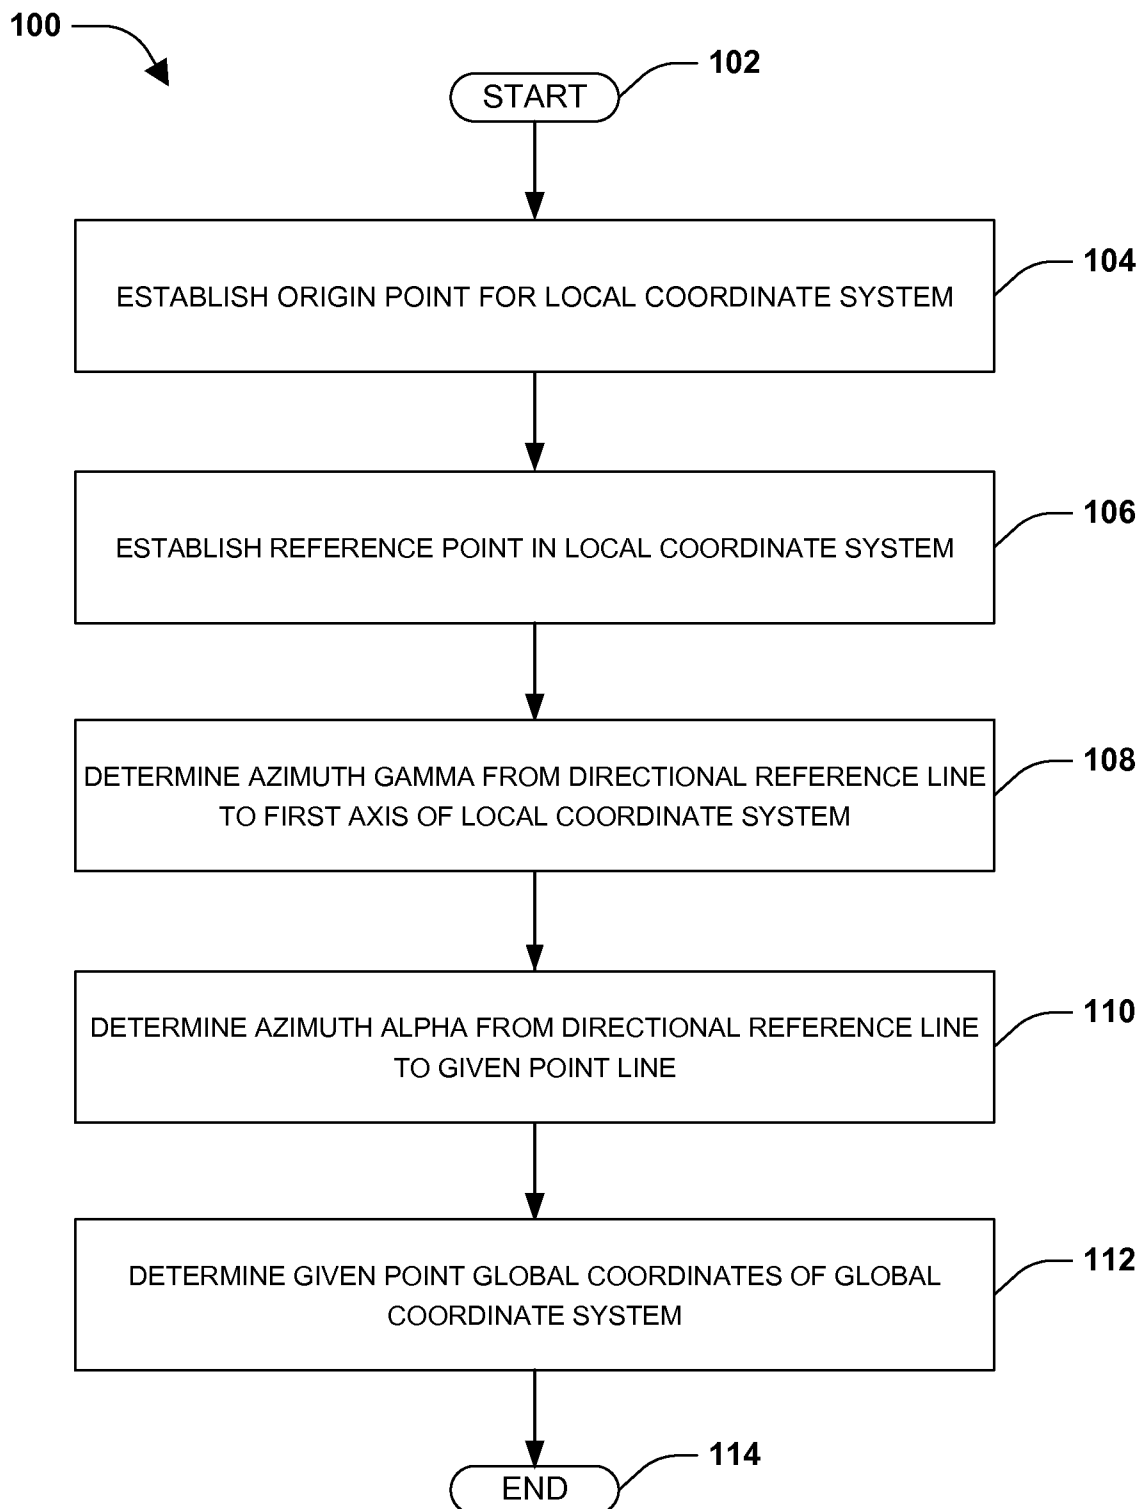 100
102
START
104
ESTABLISH ORIGIN POINT FOR LOCAL COORDINATE SYSTEM
106
ESTABLISH REFERENCE POINT IN LOCAL COORDINATE SYSTEM
108
DETERMINE AZIMUTH GAMMA FROM DIRECTIONAL REFERENCE LINE
TO FIRST AXIS OF LOCAL COORDINATE SYSTEM
110
DETERMINE AZIMUTH ALPHA FROM DIRECTIONAL REFERENCE LINE
TO GIVEN POINT LINE
112
DETERMINE GIVEN POINT GLOBAL COORDINATES OF GLOBAL
COORDINATE SYSTEM
114
END